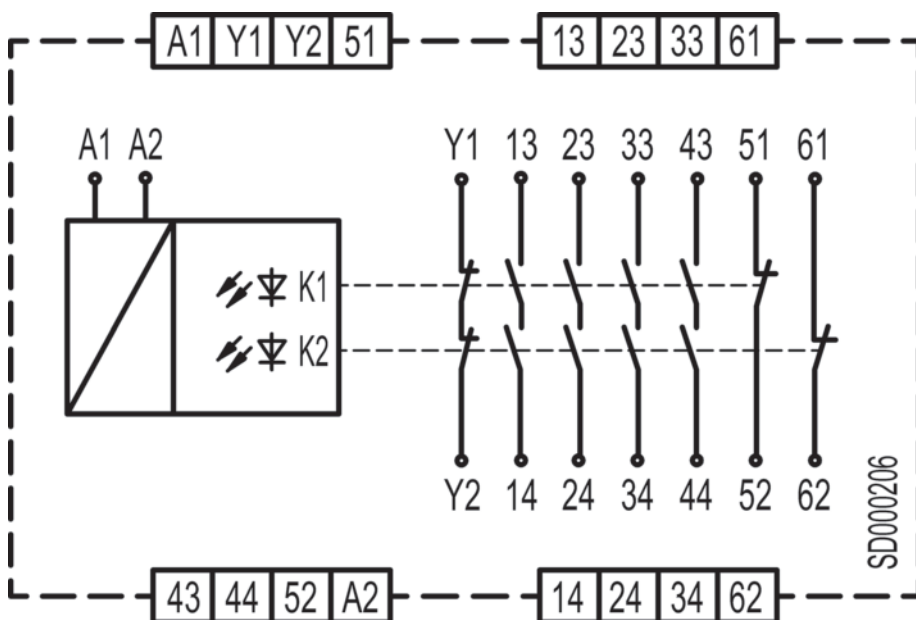 A1 Y1 Y2 51 13 23 33 61
A1 A2 Y1 13 23 33 43 51 61
K1
K2
Y2 14 24 34 44 52 62
SD000206
43 44 52 A2 14 24 34 62